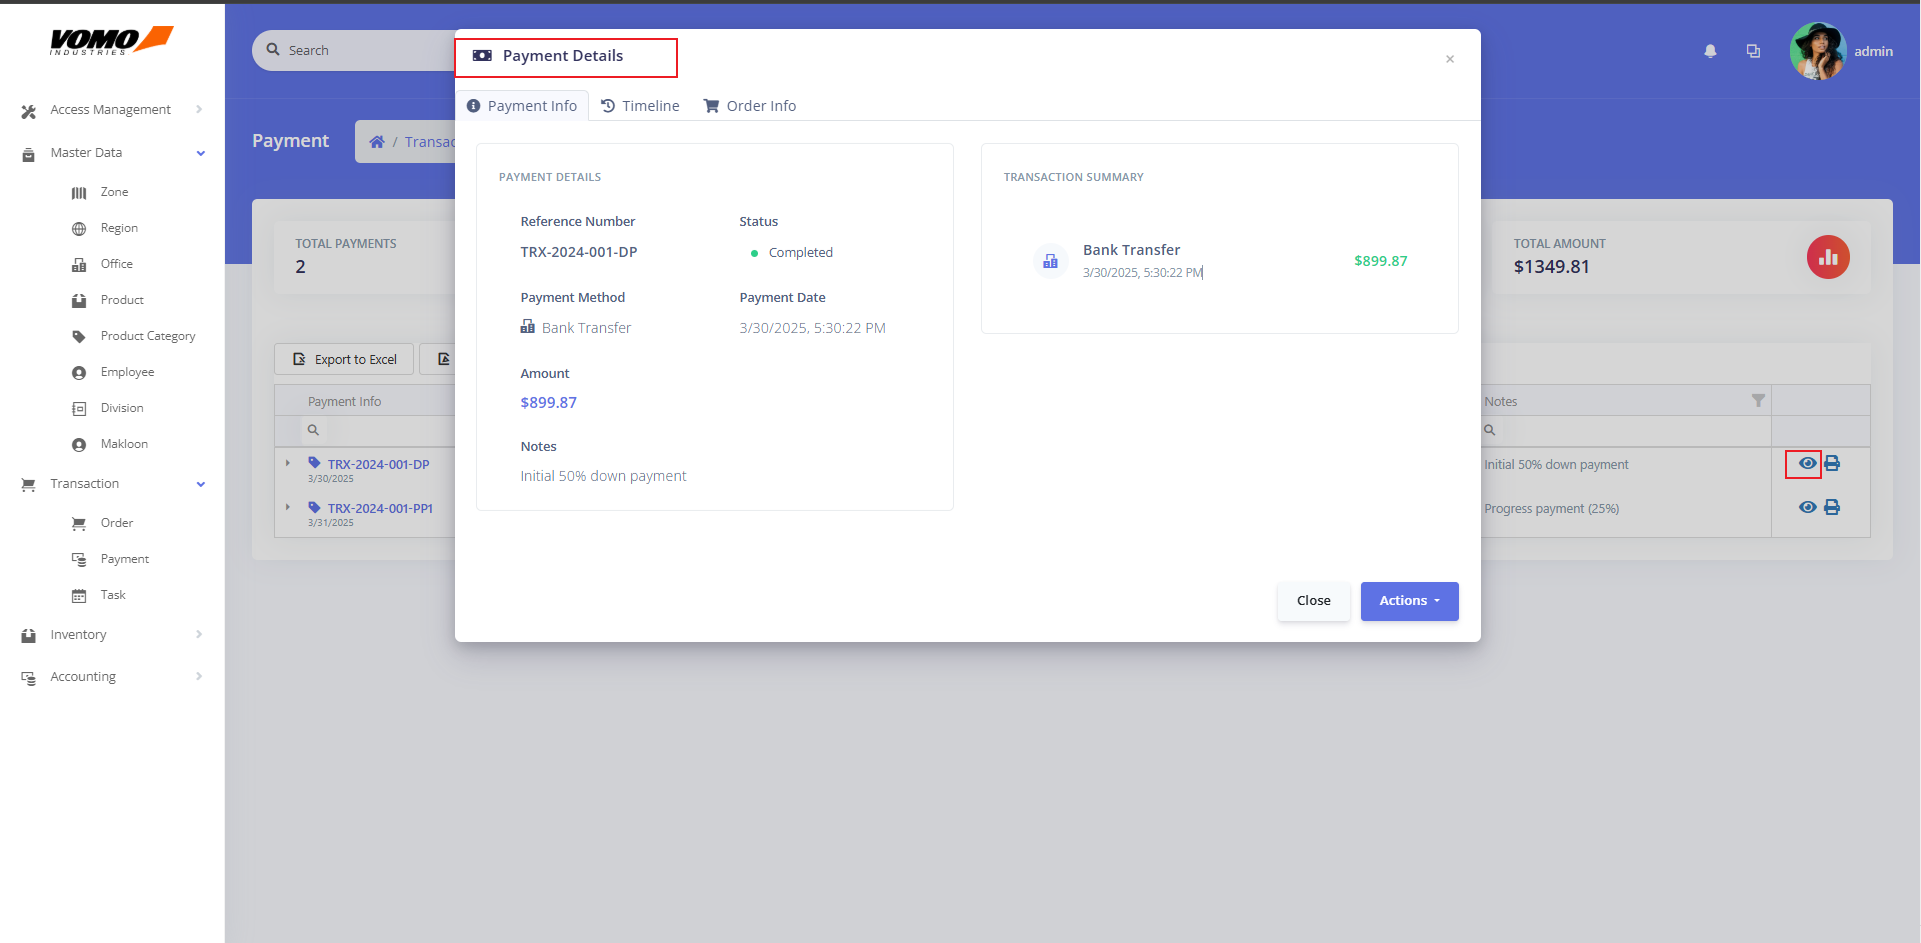 VOMO
INDUSTRIES
Access Management
Master Data
Zone
Region
Office
Product
Product Category
Employee
Division
Makloon
Transaction
Order
Payment
Task
Inventory
Accounting
Search
admin
Payment
/ Transac
TOTAL PAYMENTS
2
TOTAL AMOUNT
$1349.81
Export to Excel
Payment Info
Notes
TRX-2024-001-DP
3/30/2025
Initial 50% down payment
TRX-2024-001-PP1
3/31/2025
Progress payment (25%)
Payment Details
×
Payment Info
Timeline
Order Info
PAYMENT DETAILS
Reference Number
TRX-2024-001-DP
Status
Completed
Payment Method
Bank Transfer
Payment Date
3/30/2025, 5:30:22 PM
Amount
$899.87
Notes
Initial 50% down payment
TRANSACTION SUMMARY
Bank Transfer
3/30/2025, 5:30:22 PM
$899.87
Close
Actions